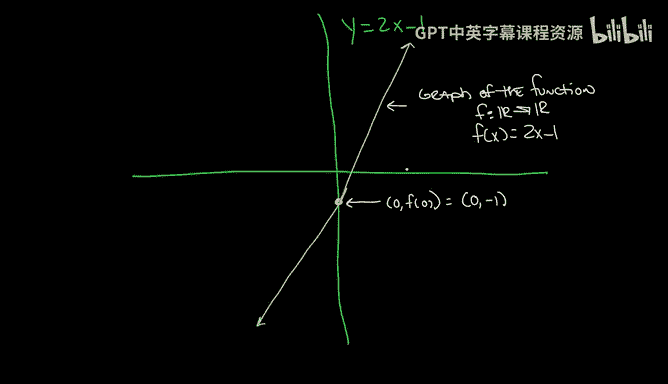 y=2x-1
GPT中英字幕课程资源 bilibili
GRAPH of the function
f:ℝ→ℝ
f(x)=2x-1
(0,f(0))=(0,-1)